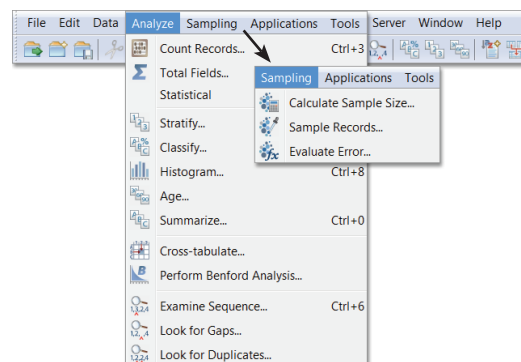 File Edit Data Analyze Sampling Applications Tools Server Window Help
Count Records... Ctrl+3
Total Fields...
Statistical
Stratify...
Classify...
Histogram... Ctrl+8
Age...
Summarize... Ctrl+0
Cross-tabulate...
Perform Benford Analysis...
Examine Sequence... Ctrl+6
Look for Gaps...
Look for Duplicates...
Sampling Applications Tools
Calculate Sample Size...
Sample Records...
Evaluate Error...